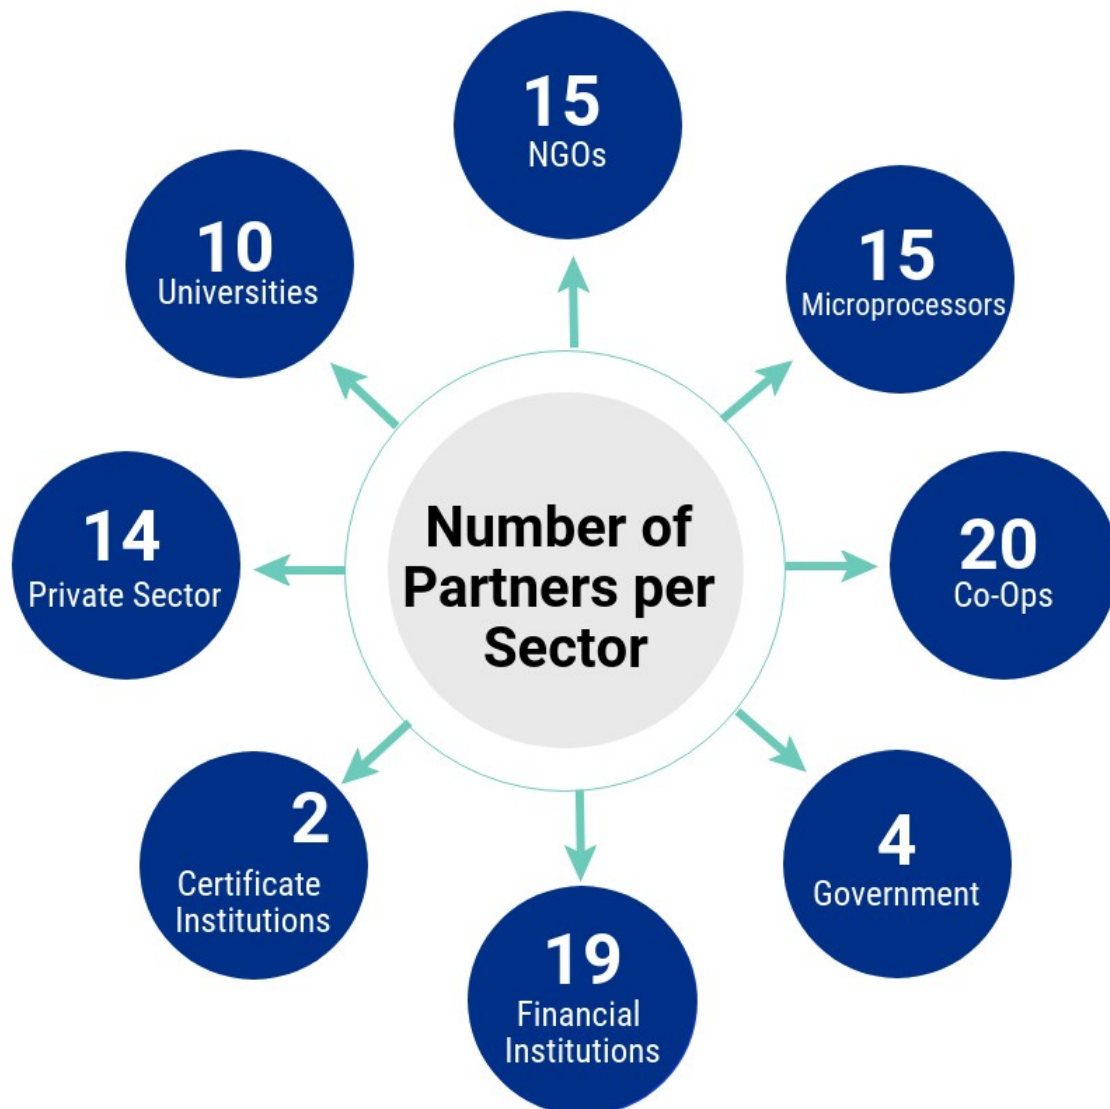 15
NGOs
15
Microprocessors
20
Co-Ops
4
Government
19
Financial
Institutions
2
Certificate
Institutions
14
Private Sector
10
Universities
Number of
Partners per
Sector